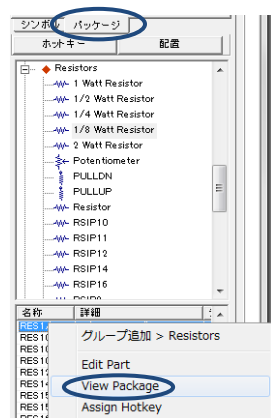 シンボル パッケージ
ホットキー 配置
Resistors
1 Watt Resistor
1/2 Watt Resistor
1/4 Watt Resistor
1/8 Watt Resistor
2 Watt Resistor
Potentiometer
PULLDN
PULLUP
Resistor
RSIP10
RSIP11
RSIP12
RSIP14
RSIP16
名称 詳細
グループ追加 > Resistors
Edit Part
View Package
Assign Hotkey